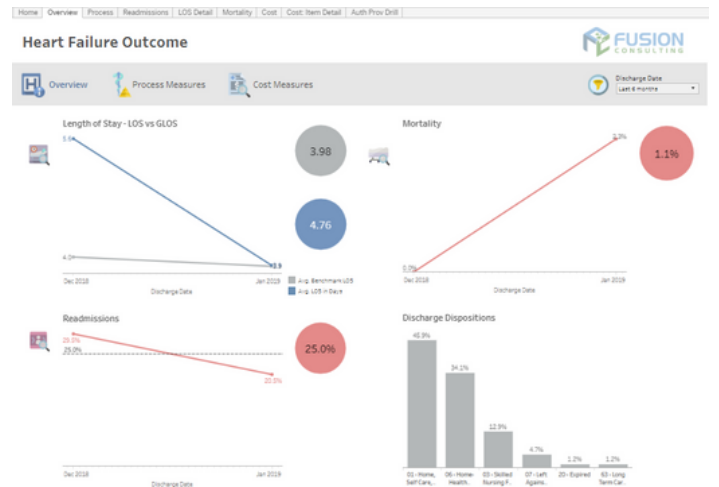 Home Overview Process Readmissions LOS Detail Mortality Cost Cost: Item Detail Auth Prov Drill
Heart Failure Outcome
FUSION
CONSULTING
Overview Process Measures Cost Measures
Discharge Date
Last 6 months
Length of Stay - LOS vs GLOS
3.98
4.76
4.0
3.9
Dec 2018 Jan 2019
Discharge Date
Avg. Benchmark LOS
Avg. LOS in Days
Mortality
1.1%
0.0%
Dec 2018 Jan 2019
Discharge Date
Readmissions
25.0%
25.0%
20.0%
Dec 2018 Jan 2019
Discharge Date
Discharge Dispositions
34.1%
12.9%
4.7%
1.2%
1.2%
01 - Home, Self Care,..
06 - Home Health..
03 - Skilled Nursing F..
07 - Left Agains..
20 - Expired
63 - Long Term Car..